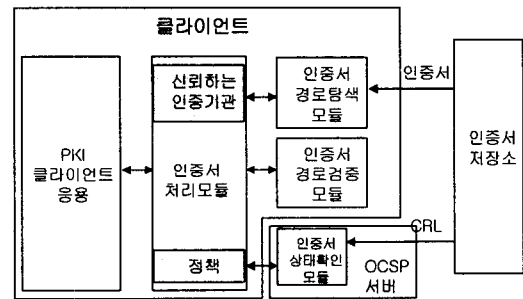 클라이언트
PKI
클라이언트
응용
신뢰하는
인증기관
인증서
처리모듈
정책
인증서
경로탐색
모듈
인증서
경로검증
모듈
인증서
상태확인
모듈
OCSP
서버
인증서
CRL
인증서
저장소